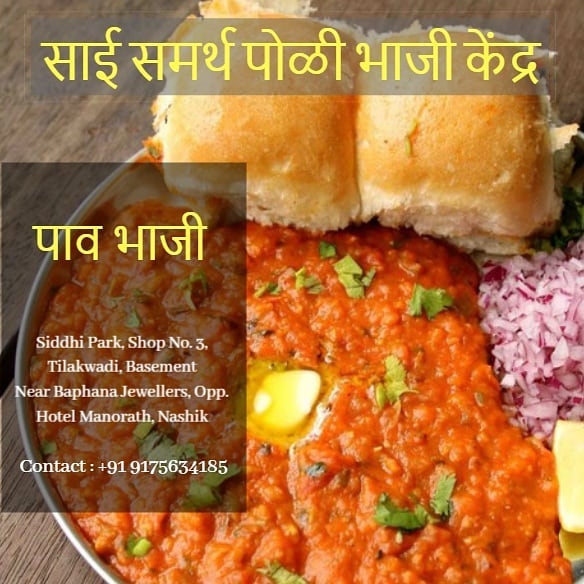 साई समर्थ पोळी भाजी केंद्र
पाव भाजी
Siddhi Park, Shop No. 3,
Tilakwadi, Basement
Near Baphana Jewellers, Opp.
Hotel Manorath, Nashik
Contact : +91 9175634185